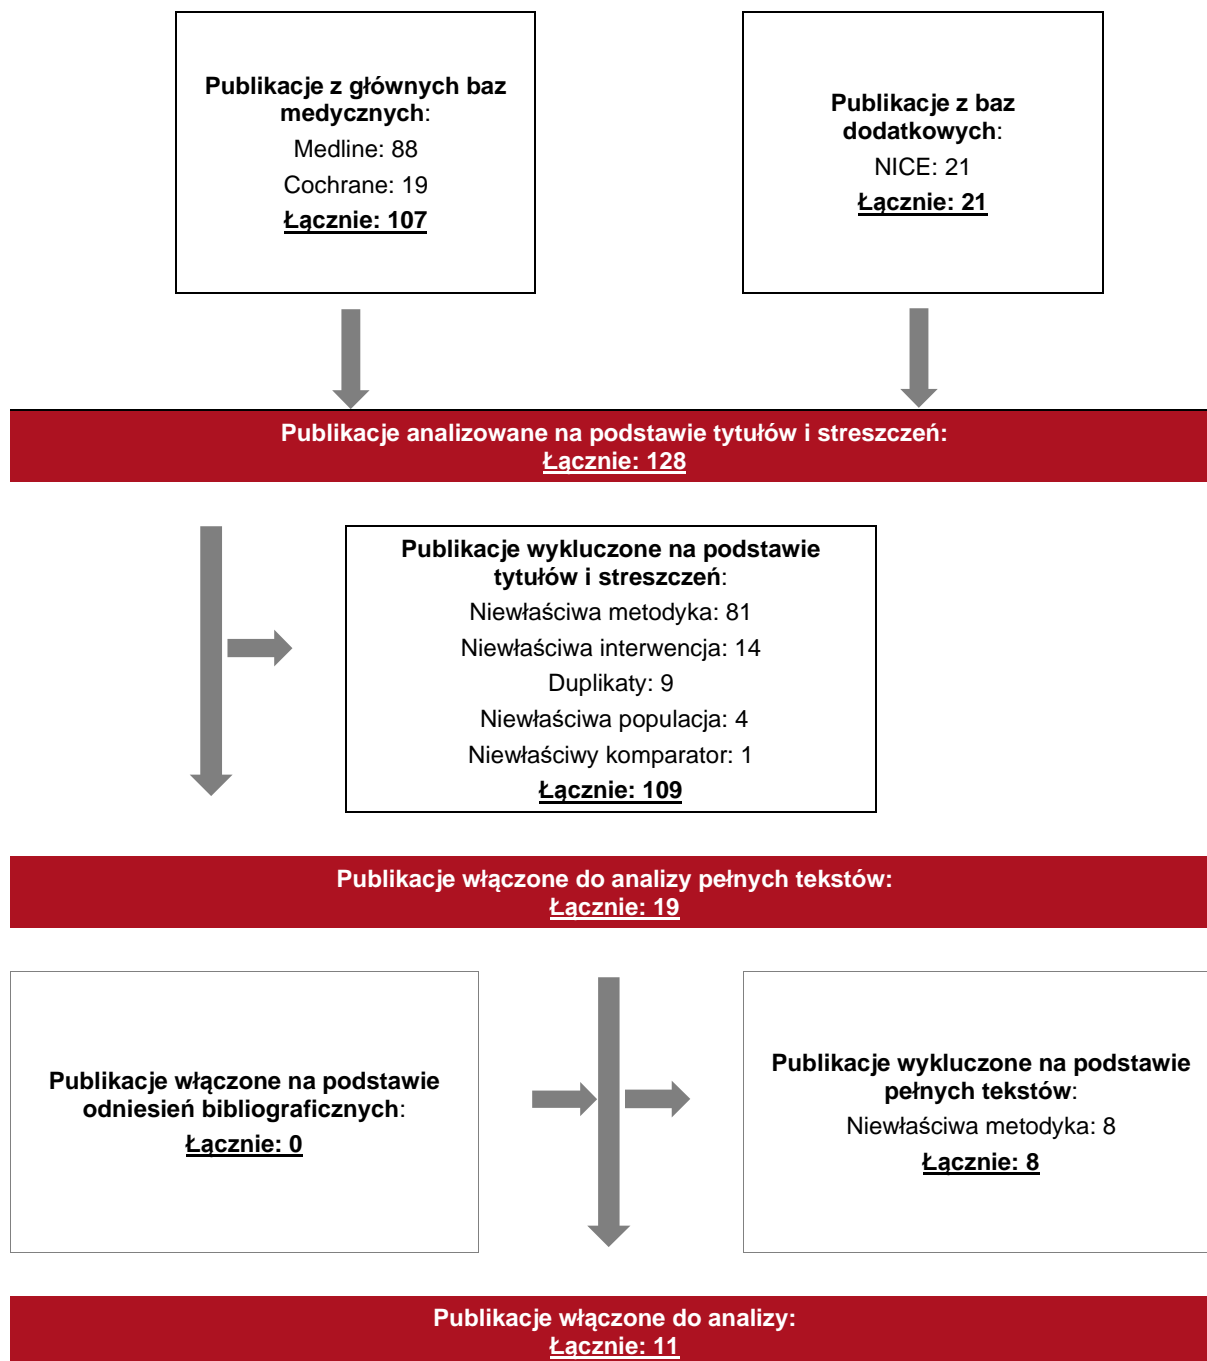 Publikacje z głównych baz
medycznych:
Medline: 88
Cochrane: 19
Łącznie: 107
Publikacje z baz
dodatkowych:
NICE: 21
Łącznie: 21
Publikacje analizowane na podstawie tytułów i streszczeń:
Łącznie: 128
Publikacje wykluczone na podstawie
tytułów i streszczeń:
Niewłaściwa metodyka: 81
Niewłaściwa interwencja: 14
Duplikaty: 9
Niewłaściwa populacja: 4
Niewłaściwy komparator: 1
Łącznie: 109
Publikacje włączone do analizy pełnych tekstów:
Łącznie: 19
Publikacje włączone na podstawie
odniesień bibliograficznych:
Łącznie: 0
Publikacje wykluczone na podstawie
pełnych tekstów:
Niewłaściwa metodyka: 8
Łącznie: 8
Publikacje włączone do analizy:
Łącznie: 11